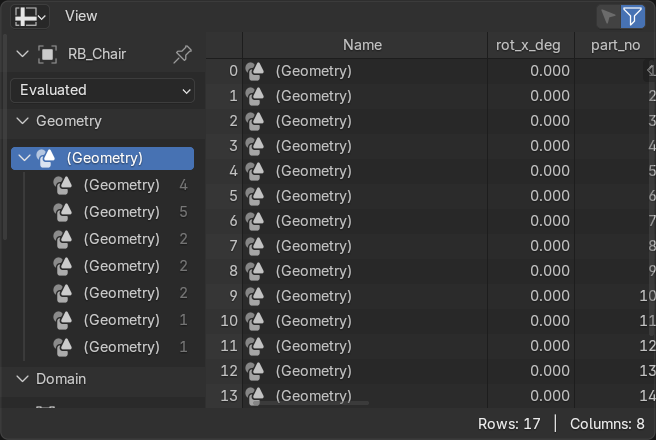 View
RB_Chair
Evaluated
Geometry
(Geometry)
(Geometry) 4
(Geometry) 5
(Geometry) 2
(Geometry) 2
(Geometry) 2
(Geometry) 1
(Geometry) 1
Domain
Name rot_x_deg part_no
0 (Geometry) 0.000 1
1 (Geometry) 0.000 2
2 (Geometry) 0.000 3
3 (Geometry) 0.000 4
4 (Geometry) 0.000 5
5 (Geometry) 0.000 6
6 (Geometry) 0.000 7
7 (Geometry) 0.000 8
8 (Geometry) 0.000 9
9 (Geometry) 0.000 10
10 (Geometry) 0.000 11
11 (Geometry) 0.000 12
12 (Geometry) 0.000 13
13 (Geometry) 0.000 14
Rows: 17 | Columns: 8